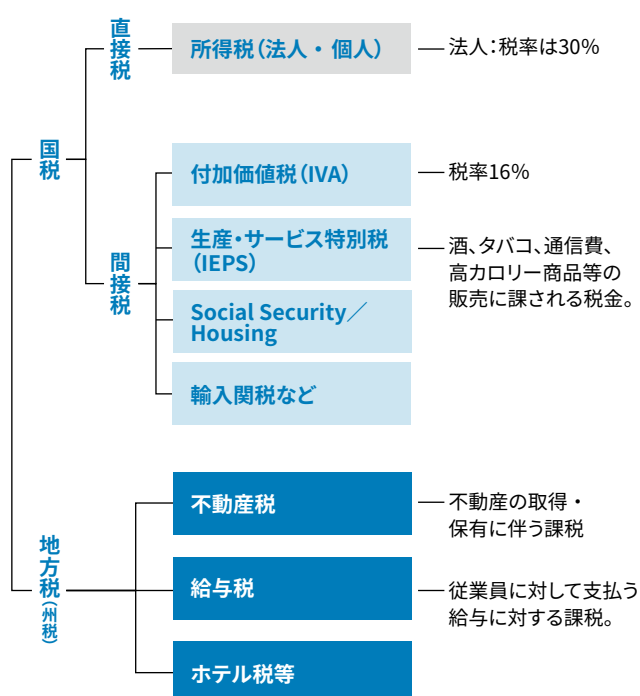 国税
直接税
所得税（法人・個人）
法人：税率は30%
間接税
付加価値税（IVA）
税率16%
生産・サービス特別税
（IEPS）
酒、タバコ、通信費、
高カロリー商品等の
販売に課される税金。
Social Security／
Housing
輸入関税など
地方税（州税）
不動産税
不動産の取得・
保有に伴う課税
給与税
従業員に対して支払う
給与に対する課税。
ホテル税等